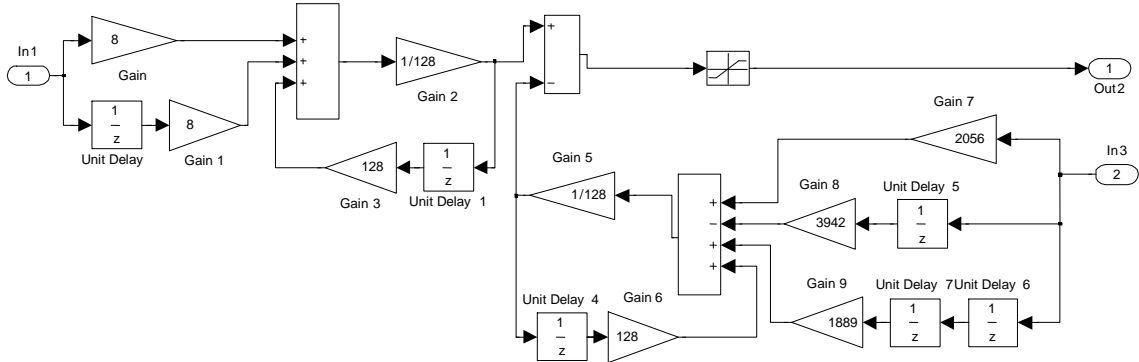 In1
1
8
Gain
1
z
Unit Delay
8
Gain 1
+
+
+
1/128
Gain 2
128
Gain 3
1
z
Unit Delay 1
+
−
1
Out2
Gain 7
2056
In3
2
Gain 5
1/128
+
−
+
+
Gain 8
3942
Unit Delay 5
1
z
Gain 9
1889
Unit Delay 7
1
z
Unit Delay 6
1
z
Unit Delay 4
1
z
Gain 6
128